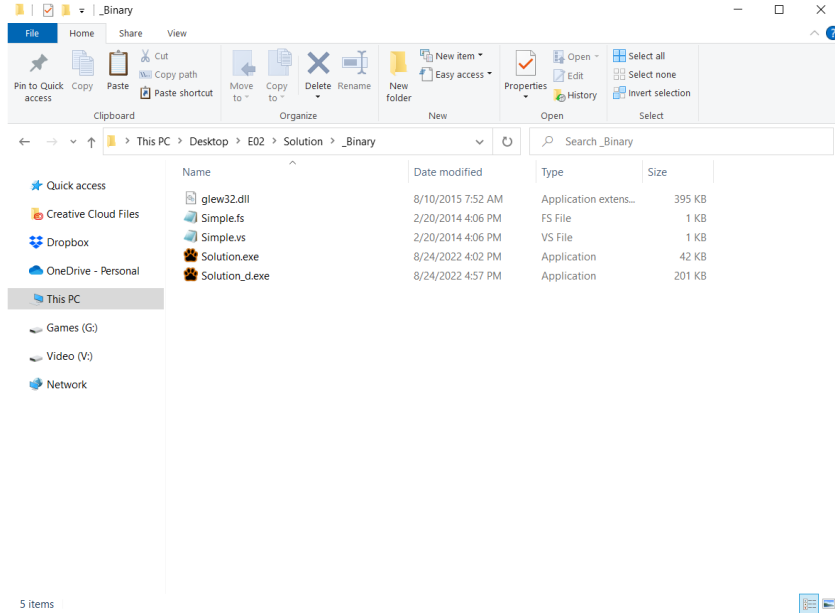 _Binary
File Home Share View
Pin to Quick access
Copy
Paste
Cut
Copy path
Paste shortcut
Clipboard
Move to
Copy to
Delete
Rename
Organize
New folder
New item
Easy access
New
Properties
Open
Edit
History
Open
Select all
Select none
Invert selection
Select
This PC > Desktop > E02 > Solution > _Binary
Search _Binary
Quick access
Creative Cloud Files
Dropbox
OneDrive - Personal
This PC
Games (G:)
Video (V:)
Network
Name Date modified Type Size
glew32.dll 8/10/2015 7:52 AM Application extens... 395 KB
Simple.fs 2/20/2014 4:06 PM FS File 1 KB
Simple.vs 2/20/2014 4:06 PM VS File 1 KB
Solution.exe 8/24/2022 4:02 PM Application 42 KB
Solution_d.exe 8/24/2022 4:57 PM Application 201 KB
5 items